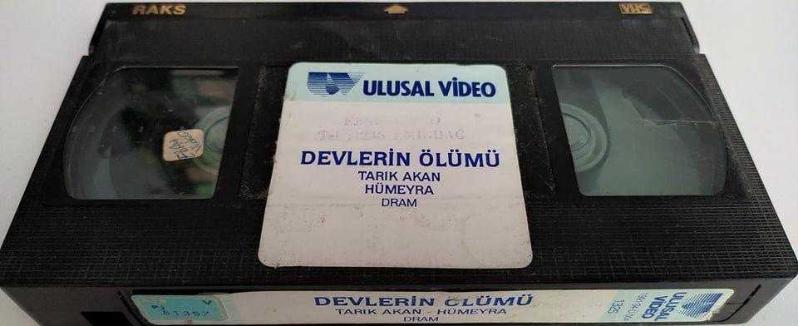 RAKS
VHS
ULUSAL VİDEO
DEVLERİN ÖLÜMÜ
TARIK AKAN
HÜMEYRA
DRAM
DEVLERİN ÖLÜMÜ
TARIK AKAN - HÜMEYRA
DRAM
ULUSAL
VİDEO